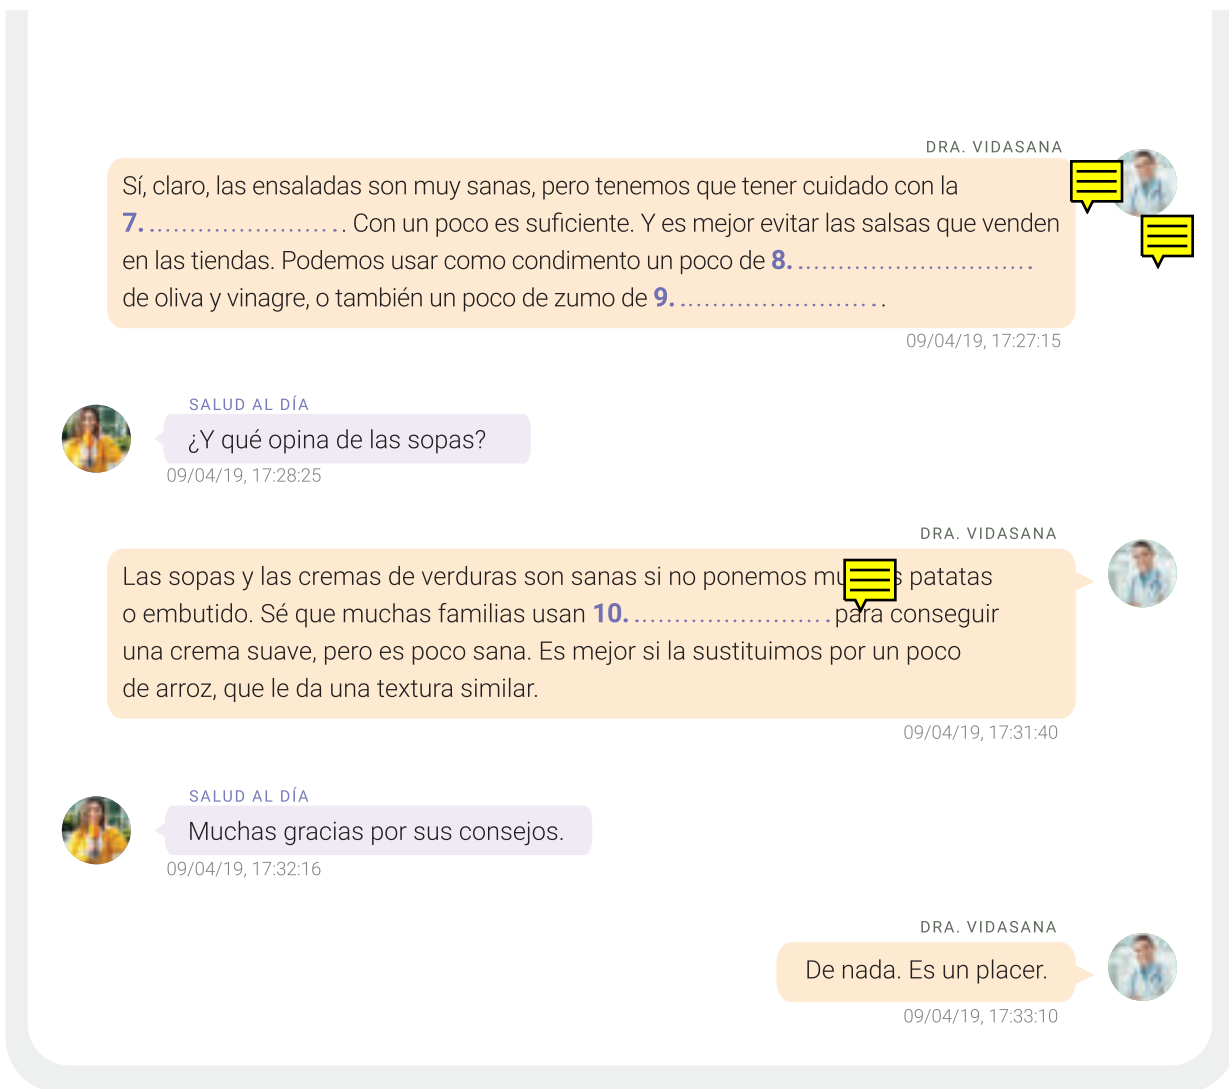 DRA. VIDASANA
Sí, claro, las ensaladas son muy sanas, pero tenemos que tener cuidado con la
7. ........................ Con un poco es suficiente. Y es mejor evitar las salsas que venden
en las tiendas. Podemos usar como condimento un poco de 8. .............................
de oliva y vinagre, o también un poco de zumo de 9. ..........................
09/04/19, 17:27:15
SALUD AL DÍA
¿Y qué opina de las sopas?
09/04/19, 17:28:25
DRA. VIDASANA
Las sopas y las cremas de verduras son sanas si no ponemos patatas
o embutido. Sé que muchas familias usan 10. ........................ para conseguir
una crema suave, pero es poco sana. Es mejor si la sustituimos por un poco
de arroz, que le da una textura similar.
09/04/19, 17:31:40
SALUD AL DÍA
Muchas gracias por sus consejos.
09/04/19, 17:32:16
DRA. VIDASANA
De nada. Es un placer.
09/04/19, 17:33:10